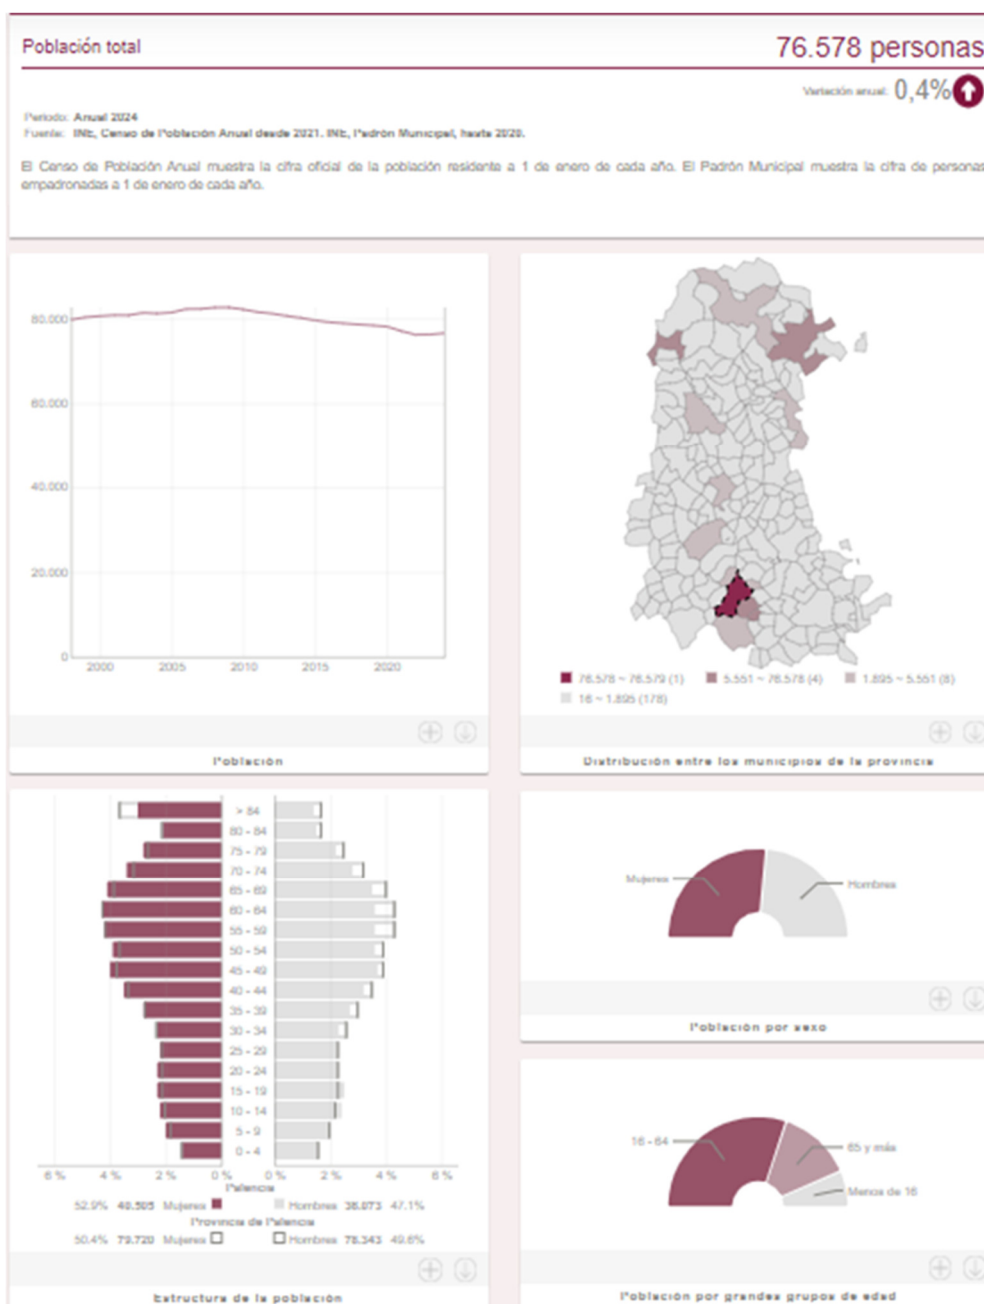 Población total
76.578 personas
Variación anual: 0,4%
Periodo: Anual 2024
Fuente: INE, Censo de Población Anual desde 2021. INE, Padrón Municipal, hasta 2020.
El Censo de Población Anual muestra la cifra oficial de la población residente a 1 de enero de cada año. El Padrón Municipal muestra la cifra de personas
empadronadas a 1 de enero de cada año.
80.000
60.000
40.000
20.000
0
2000 2005 2010 2015 2020
Población
76.578 ~ 76.579 (1) 5.551 ~ 76.578 (4) 1.895 ~ 5.551 (8)
16 ~ 1.895 (178)
Distribución entre los municipios de la provincia
> 84
80 - 84
75 - 79
70 - 74
65 - 69
60 - 64
55 - 59
50 - 54
45 - 49
40 - 44
35 - 39
30 - 34
25 - 29
20 - 24
15 - 19
10 - 14
5 - 9
0 - 4
6 % 4 % 2 % 0 % 0 % 2 % 4 % 6 %
Palencia
52.9% 40.505 Mujeres Hombres 36.073 47.1%
Provincia de Palencia
50.4% 79.720 Mujeres Hombres 78.343 49.6%
Estructura de la población
Mujeres
Hombres
Población por sexo
16 - 64
65 y más
Menos de 16
Población por grandes grupos de edad